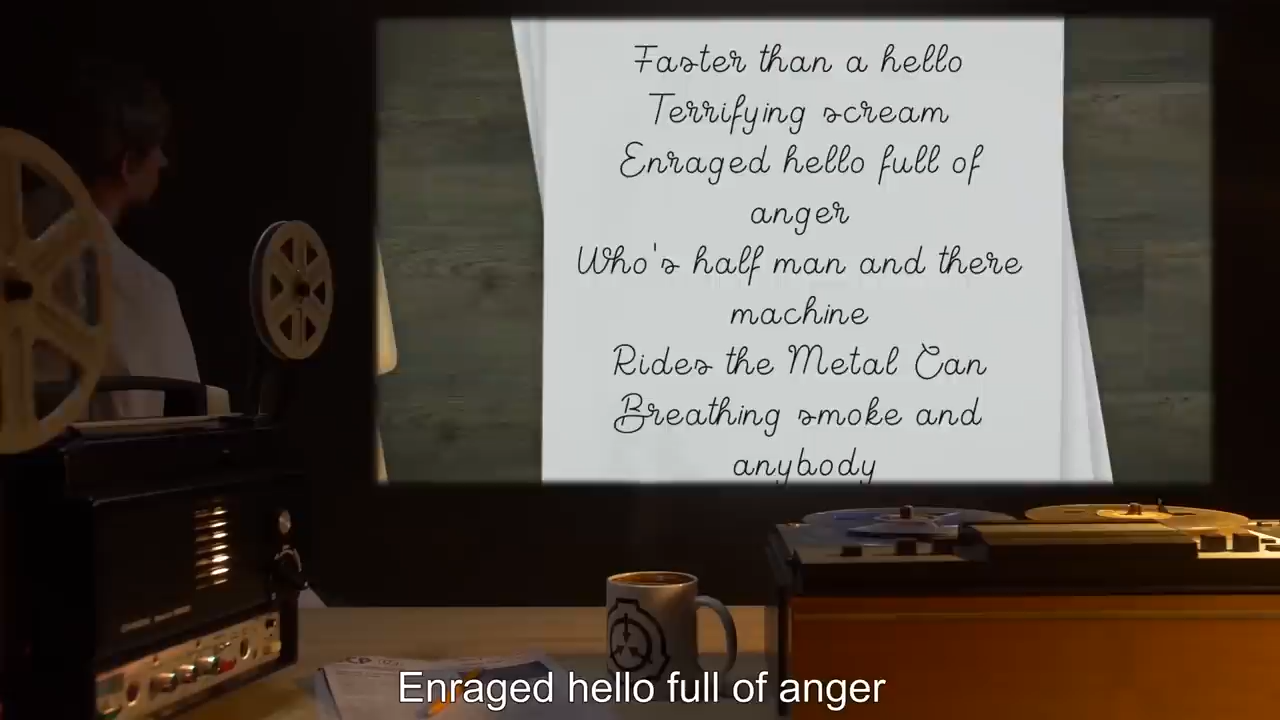 Faster than a hello
Terrifying scream
Enraged hello full of
anger
Who's half man and there
machine
Rides the Metal Can
Breathing smoke and
anybody
Enraged hello full of anger